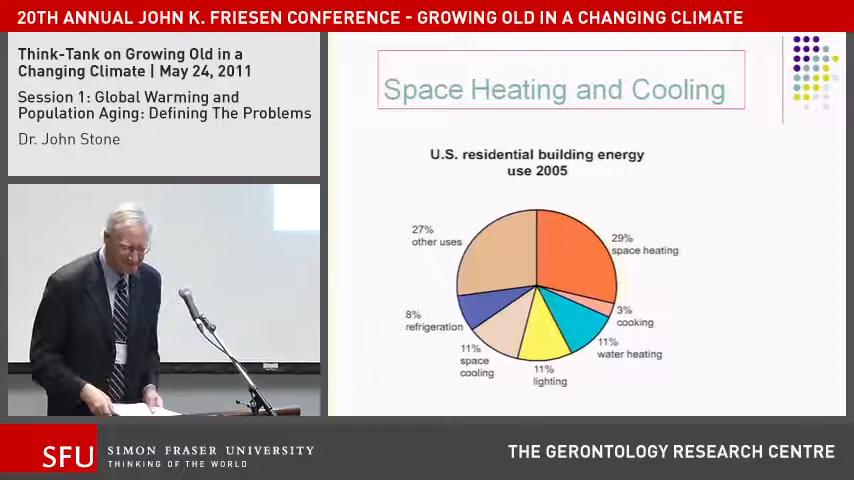 20TH ANNUAL JOHN K. FRIESEN CONFERENCE - GROWING OLD IN A CHANGING CLIMATE
Think-Tank on Growing Old in a
Changing Climate | May 24, 2011
Session 1: Global Warming and
Population Aging: Defining The Problems
Dr. John Stone
Space Heating and Cooling
U.S. residential building energy
use 2005
27%
other uses
29%
space heating
8%
refrigeration
3%
cooking
11%
space
cooling
11%
water heating
11%
lighting
SFU
SIMON FRASER UNIVERSITY
THINKING OF THE WORLD
THE GERONTOLOGY RESEARCH CENTRE